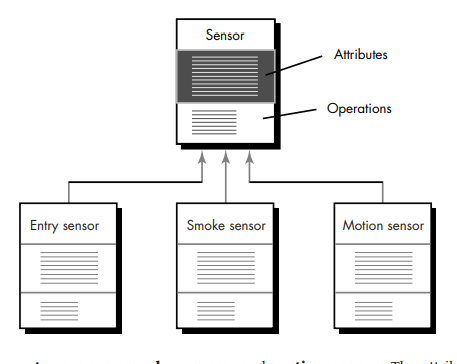 Sensor
Attributes
Operations
Entry sensor
Smoke sensor
Motion sensor